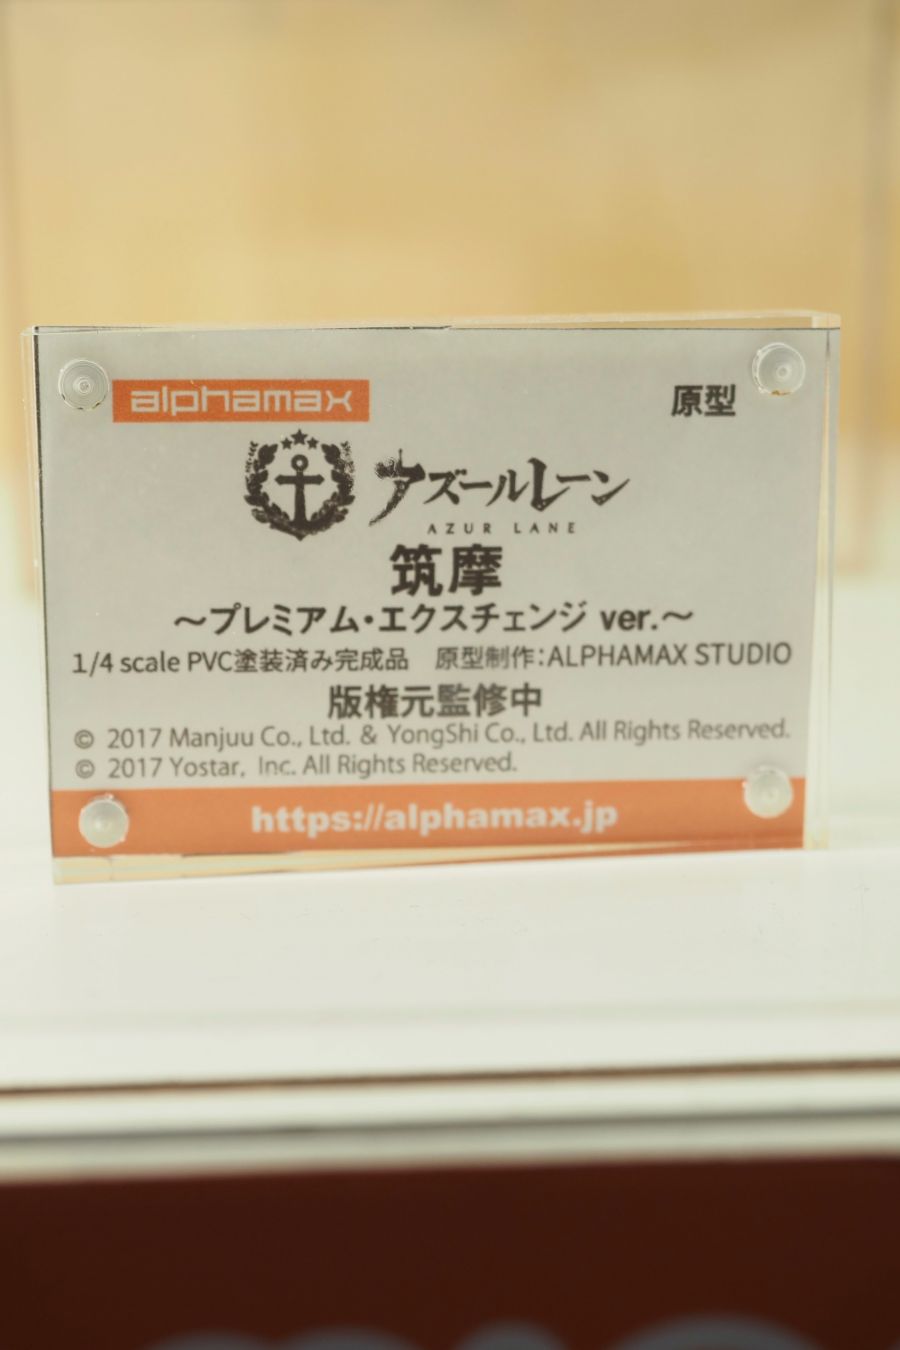 alphamax
原型
アズールレーン
AZUR LANE
筑摩
～プレミアム・エクスチェンジ ver.～
1/4 scale PVC塗装済み完成品　原型制作：ALPHAMAX STUDIO
版権元監修中
© 2017 Manjuu Co., Ltd. & YongShi Co., Ltd. All Rights Reserved.
© 2017 Yostar, Inc. All Rights Reserved.
https://alphamax.jp